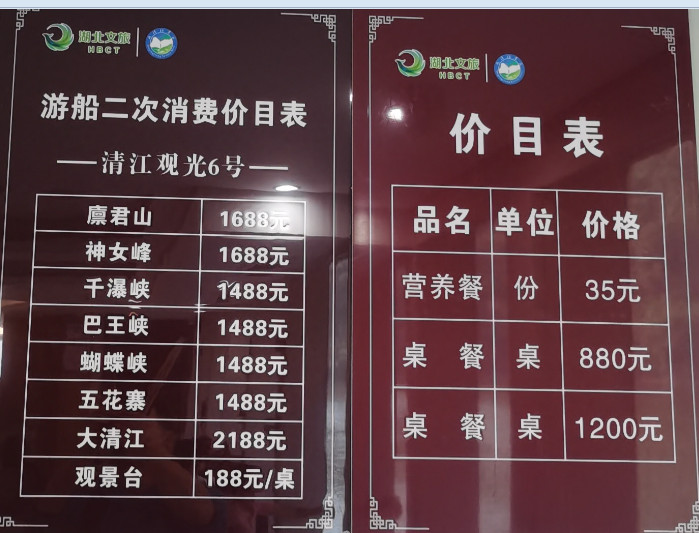 湖北文旅
HBCT
游船二次消费价目表
清江观光6号
廪君山 1688元
神女峰 1688元
千瀑峡 1488元
巴王峡 1488元
蝴蝶峡 1488元
五花寨 1488元
大清江 2188元
观景台 188元/桌
湖北文旅
HBCT
价目表
品名 单位 价格
营养餐 份 35元
桌 餐 桌 880元
桌 餐 桌 1200元